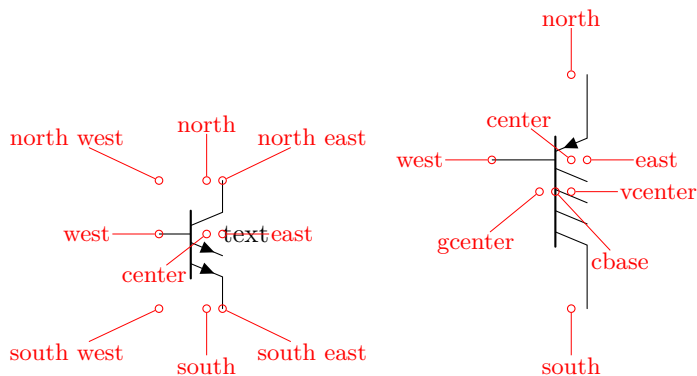 north
north west
north
north east
west
text
east
center
south west
south
south east
center
west
east
vcenter
gcenter
cbase
south